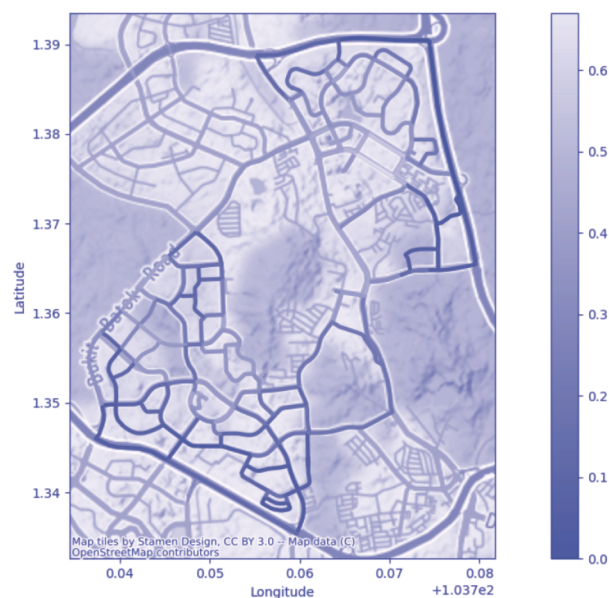 1.39
1.38
1.37
1.36
1.35
1.34
Latitude
Bukit Batok Road
Map tiles by Stamen Design, CC BY 3.0 -- Map data (C)
OpenStreetMap contributors
0.04 0.05 0.06 0.07 0.08
+1.037e2
Longitude
0.6
0.5
0.4
0.3
0.2
0.1
0.0